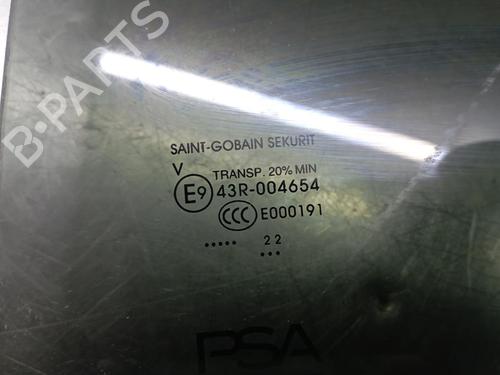 B-PARTS
SAINT-GOBAIN SEKURIT
V
TRANSP. 20% MIN
E9 43R-004654
CCC E000191
..... 22
...
PSA